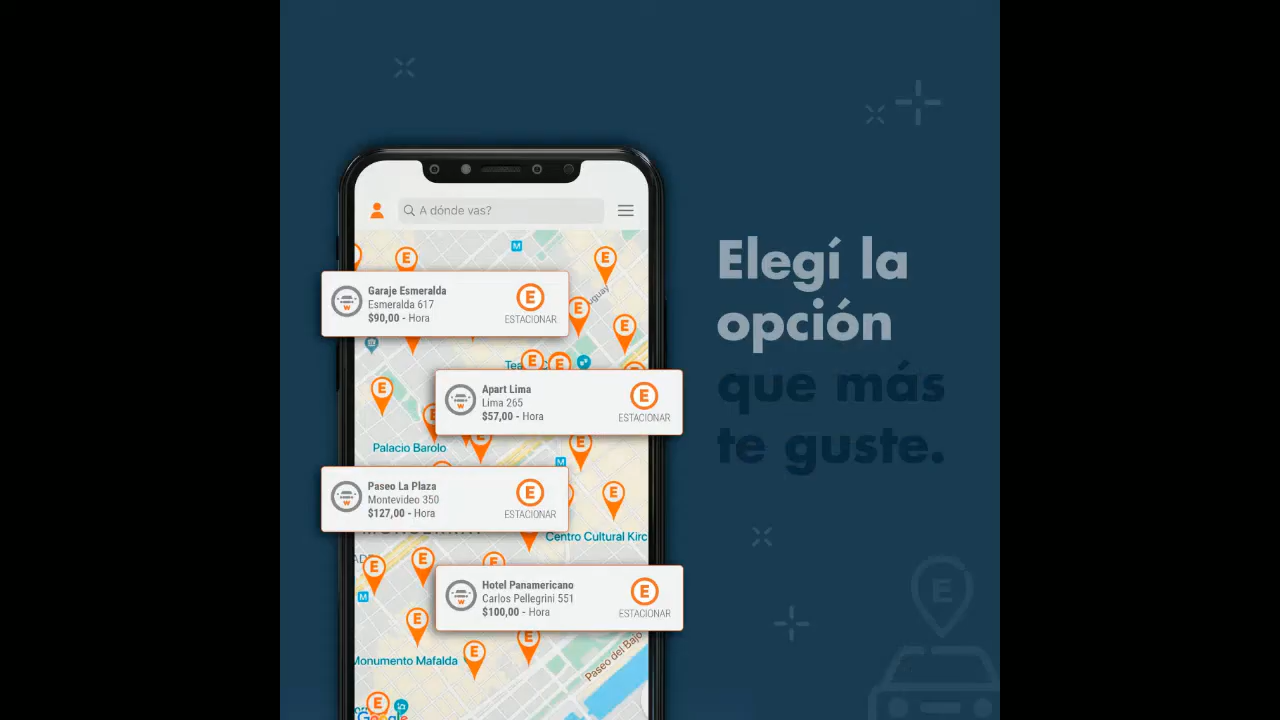 A dónde vas?
M
E
E
uguay
Garaje Esmeralda
Esmeralda 617
$90,00 - Hora
E
ESTACIONAR
E
E
E
E
Apart Lima
Lima 265
$57,00 - Hora
E
ESTACIONAR
E
Palacio Barolo
E
M
Paseo La Plaza
Montevideo 350
$127,00 - Hora
E
ESTACIONAR
E
Centro Cultural Kirc
E
E
E
M
Hotel Panamericano
Carlos Pellegrini 551
$100,00 - Hora
E
ESTACIONAR
E
E
Monumento Mafalda
E
Paseo del Bajo
E
Google
Elegí la
opción
que más
te guste.
E